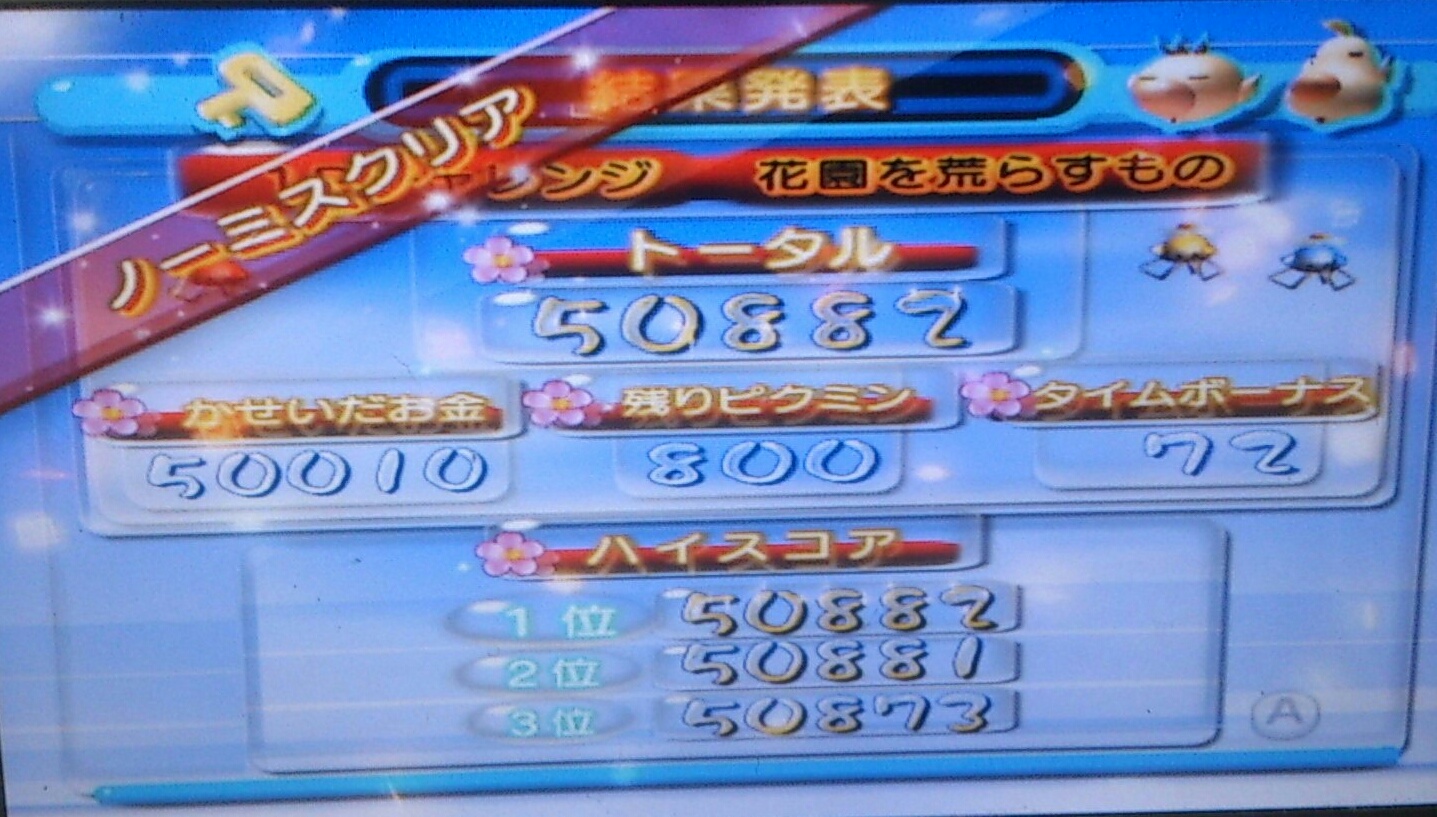 結果発表
ノーミスクリア
チャレンジ 花園を荒らすもの
トータル
50882
かせいだお金 残りピクミン タイムボーナス
50010 800 72
ハイスコア
1位 50882
2位 50881
3位 50873
A